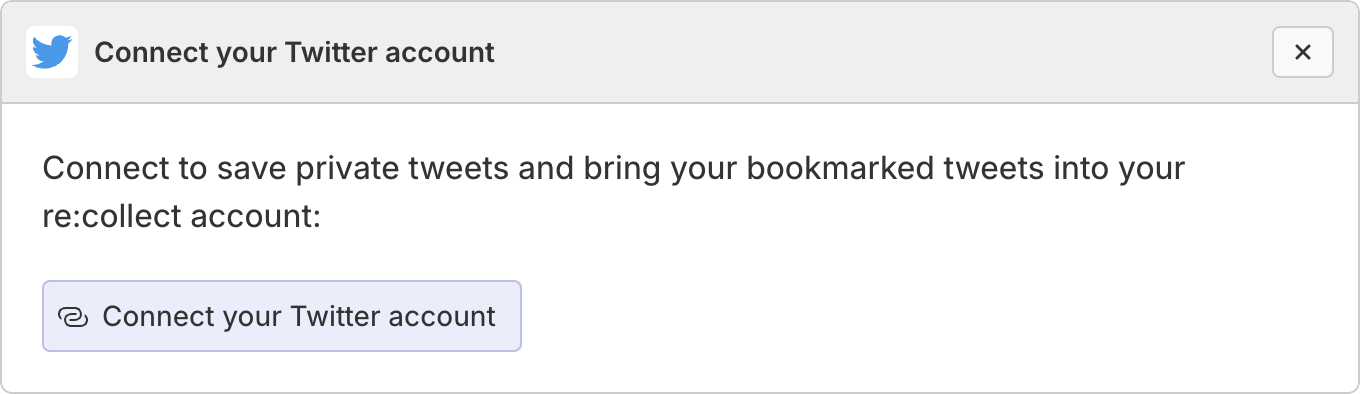 Connect your Twitter account
Connect to save private tweets and bring your bookmarked tweets into your
re:collect account:
Connect your Twitter account